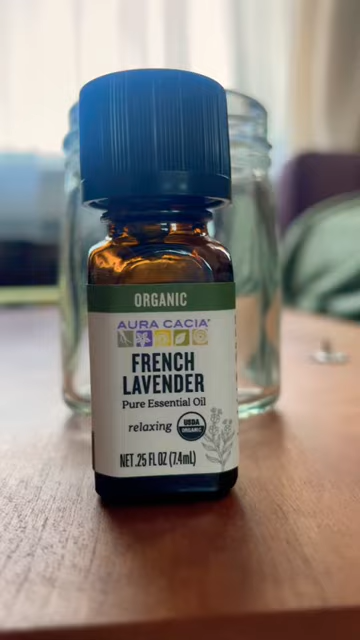 ORGANIC
AURA CACIA
FRENCH
LAVENDER
Pure Essential Oil
relaxing
USDA
ORGANIC
NET .25 FL OZ (7.4mL)